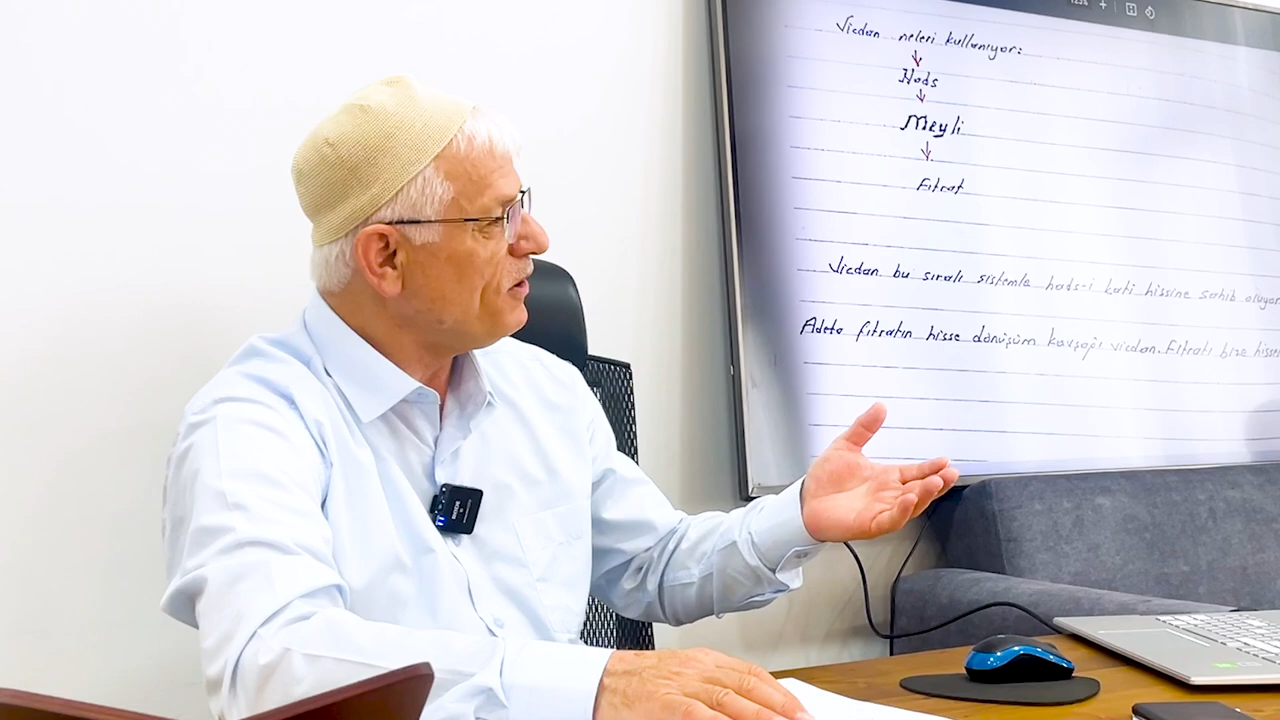 125%
Vicdan neleri kullanıyor:
Hads
Meyli
Fıtrat
Vicdan bu sıralı sistemle hads-i kati hissine sahib oluyor
Adeta fıtratın hisse dönüşüm kavşağı vicdan. Fıtratı bize